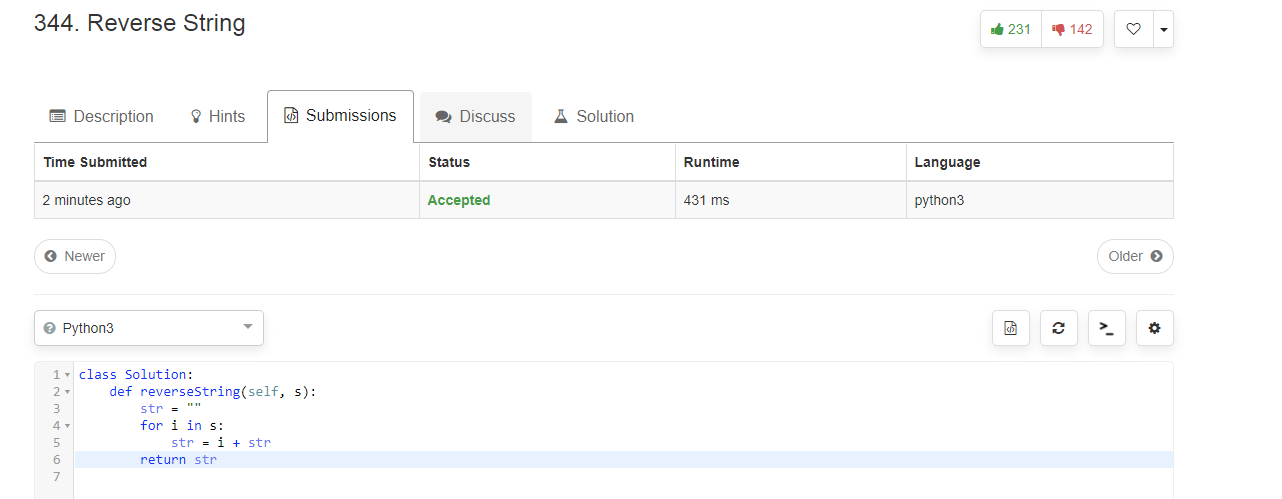 344. Reverse String
231 142
Description Hints Submissions Discuss Solution
Time Submitted Status Runtime Language
2 minutes ago Accepted 431 ms python3
Newer Older
Python3
1 class Solution:
2     def reverseString(self, s):
3         str = ""
4         for i in s:
5             str = i + str
6         return str
7